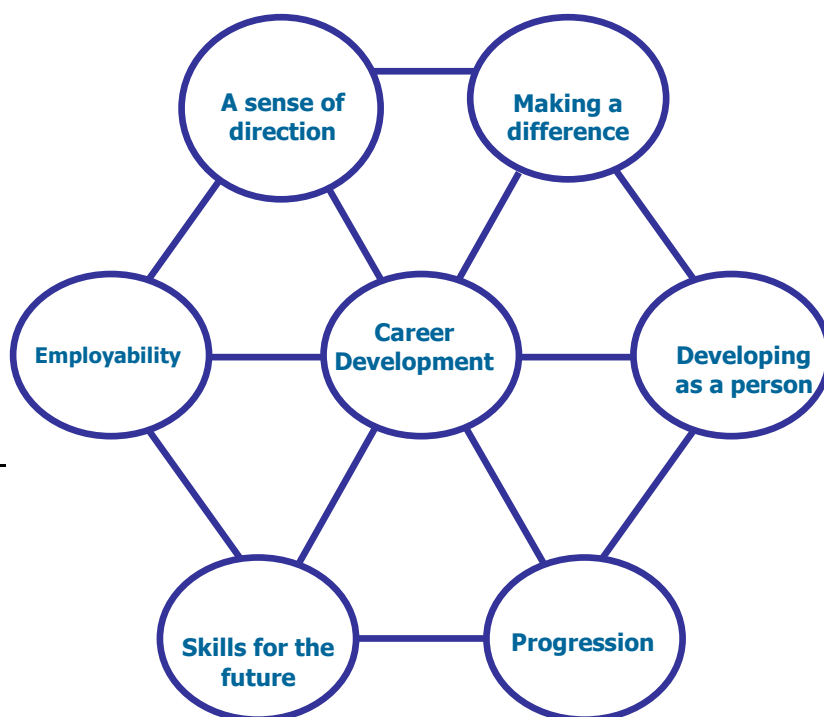 A sense of
direction
Making a
difference
Employability
Career
Development
Developing
as a person
Skills for the
future
Progression